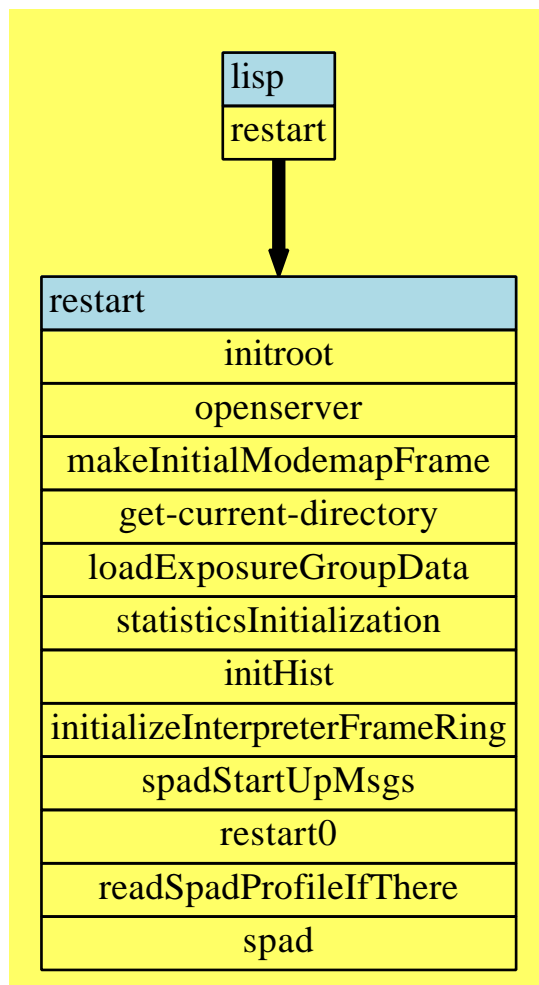 lisp
restart
restart
initroot
openserver
makeInitialModemapFrame
get-current-directory
loadExposureGroupData
statisticsInitialization
initHist
initializeInterpreterFrameRing
spadStartUpMsgs
restart0
readSpadProfileIfThere
spad